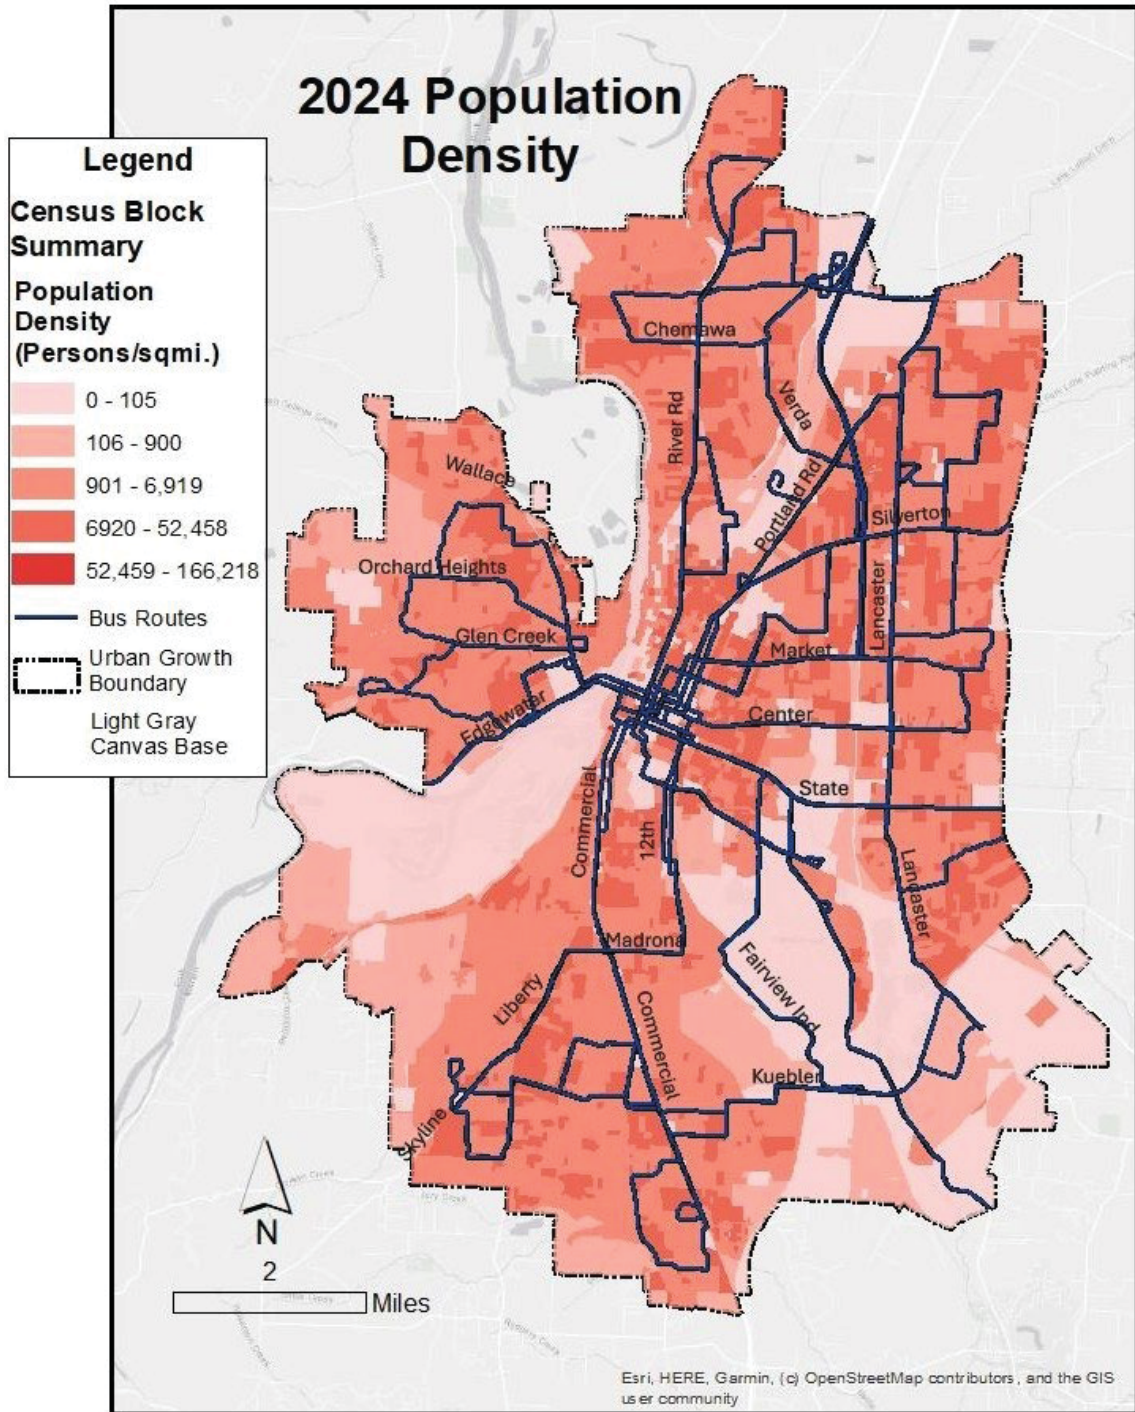 2024 Population
Density
Legend
Census Block
Summary
Population
Density
(Persons/sqmi.)
0 - 105
106 - 900
901 - 6,919
6920 - 52,458
52,459 - 166,218
Bus Routes
Urban Growth
Boundary
Light Gray
Canvas Base
Chemawa
River Rd
Verda
Wallace
Portland Rd
Silverton
Orchard Heights
Lancaster
Glen Creek
Market
Edgewater
Center
State
Commercial
12th
Lancaster
Madrona
Fairview Ind
Liberty
Commercial
Kuebler
Skyline
N
2
Miles
Esri, HERE, Garmin, (c) OpenStreetMap contributors, and the GIS
user community